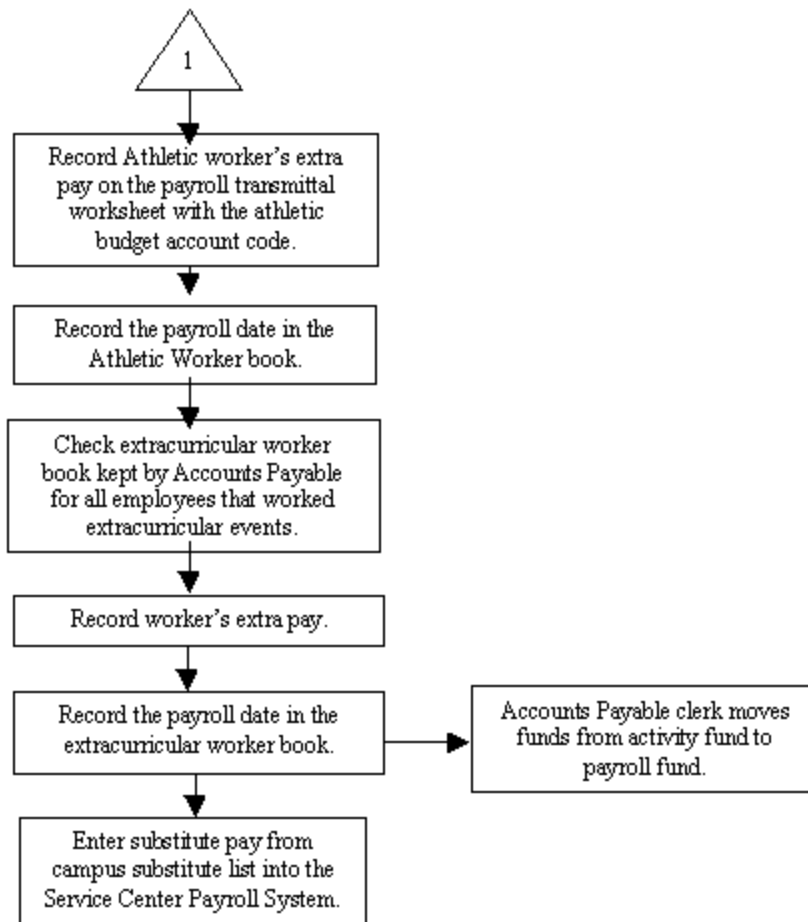 1
Record Athletic worker's extra
pay on the payroll transmittal
worksheet with the athletic
budget account code.
Record the payroll date in the
Athletic Worker book.
Check extracurricular worker
book kept by Accounts Payable
for all employees that worked
extracurricular events.
Record worker's extra pay.
Record the payroll date in the
extracurricular worker book.
Accounts Payable clerk moves
funds from activity fund to
payroll fund.
Enter substitute pay from
campus substitute list into the
Service Center Payroll System.